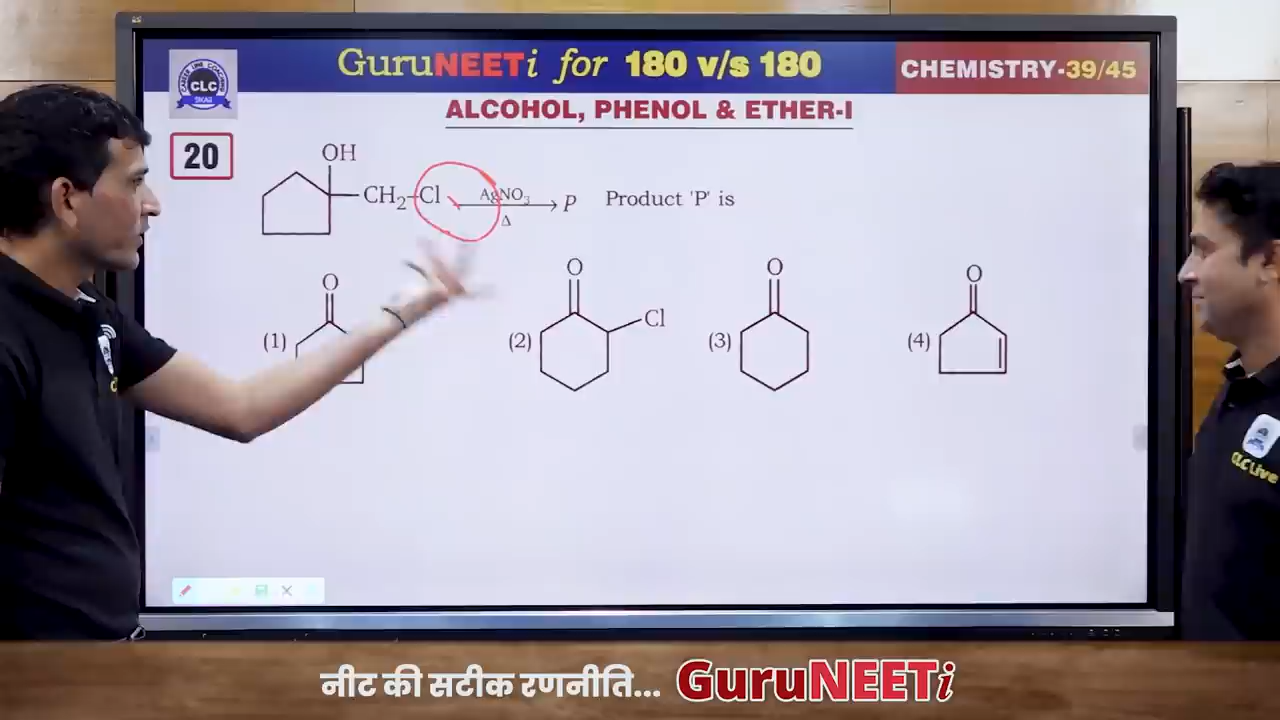 GuruNEETi for 180 v/s 180
CHEMISTRY-39/45
CLC
SIKAR
ALCOHOL, PHENOL & ETHER-I
20
OH
CH2-Cl AgNO3 Δ P Product 'P' is
O O O O
(1) (2) Cl (3) (4)
CLC Live
नीट की सटीक रणनीति... GuruNEETi